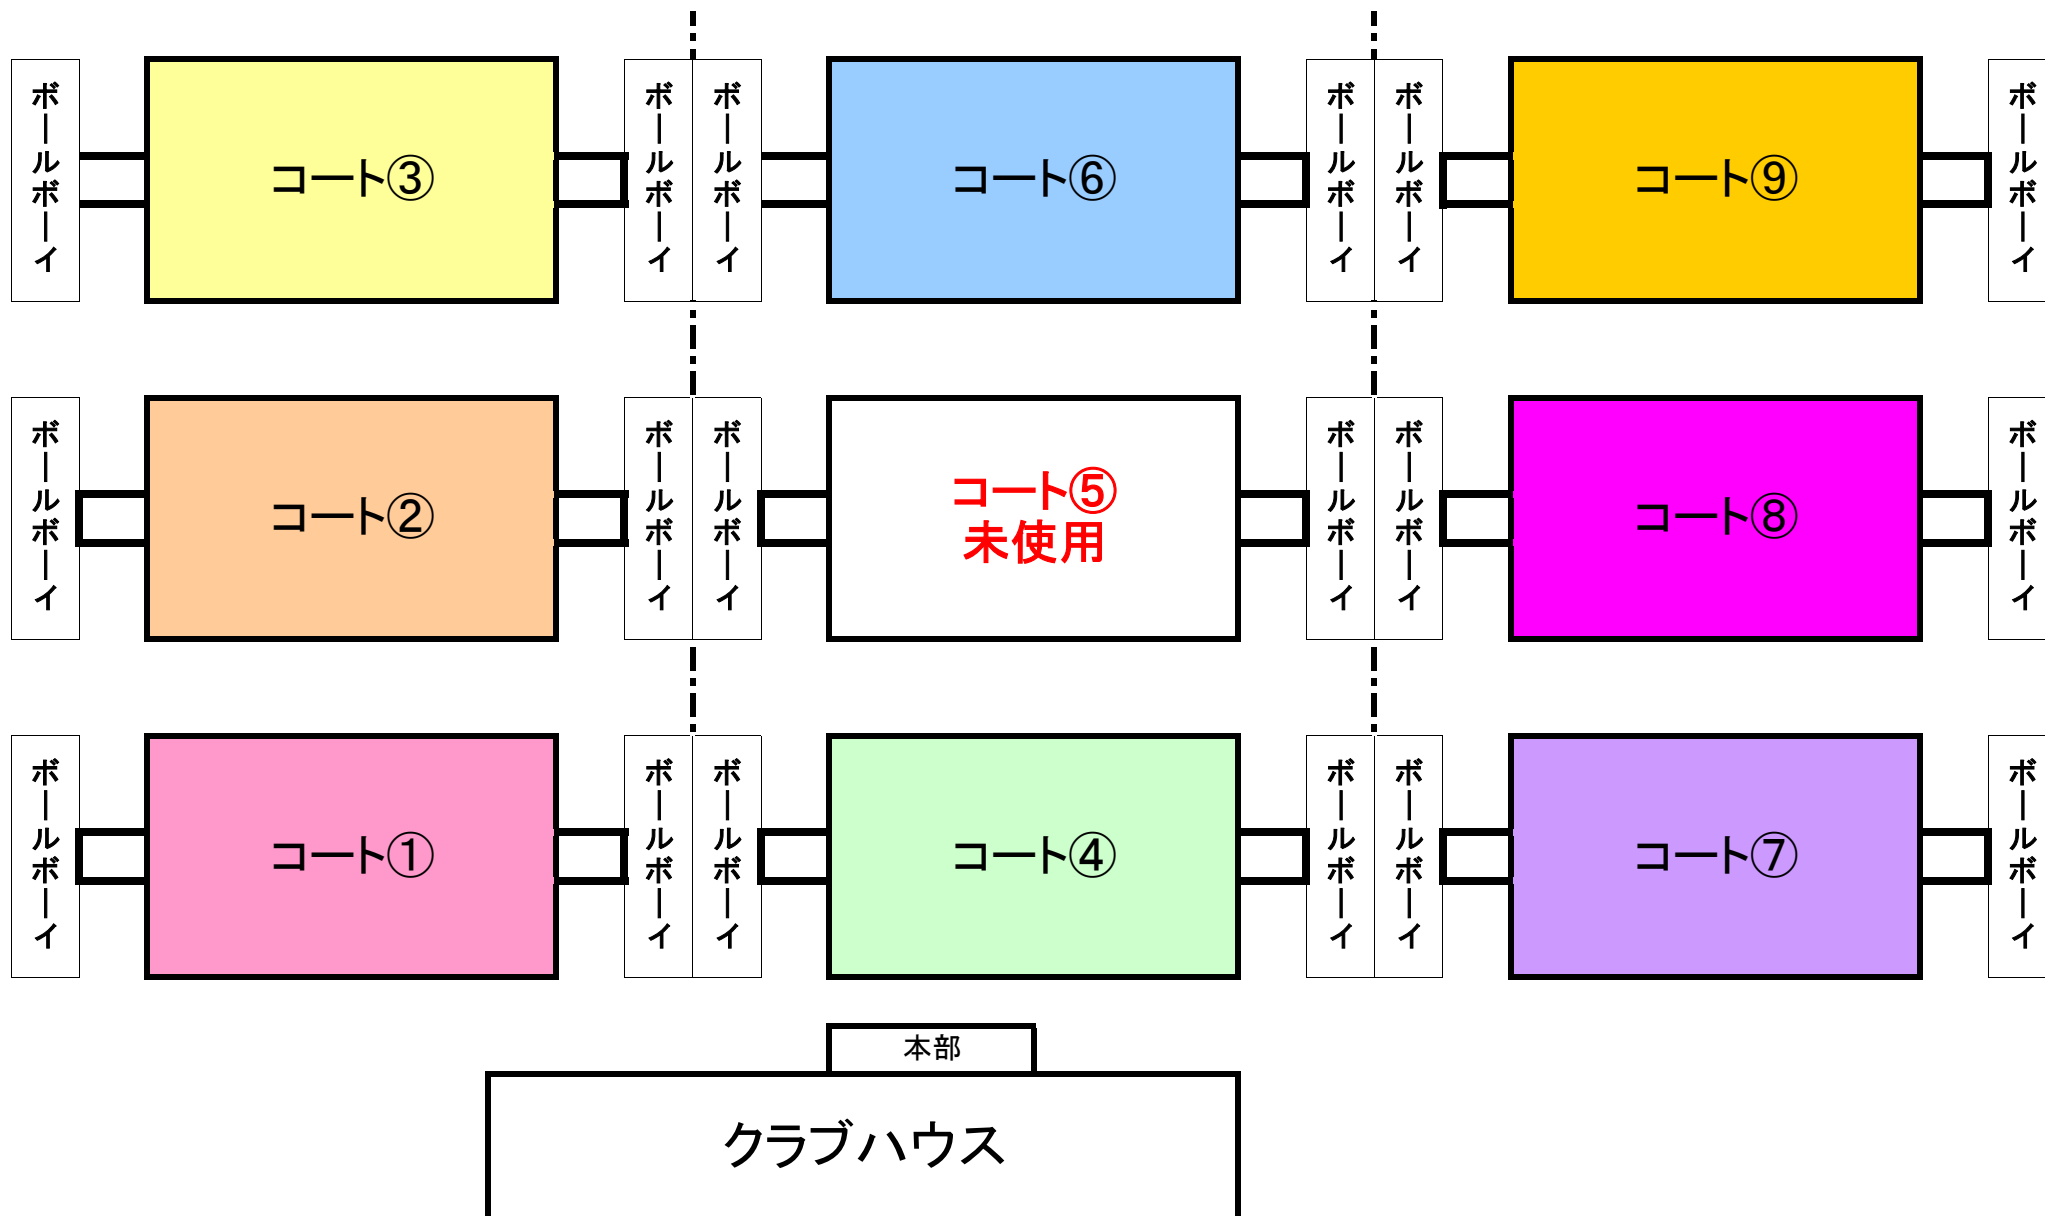 ボールボーイ
コート③
ボールボーイ
ボールボーイ
コート⑥
ボールボーイ
ボールボーイ
コート⑨
ボールボーイ
ボールボーイ
コート②
ボールボーイ
ボールボーイ
コート⑤
未使用
ボールボーイ
ボールボーイ
コート⑧
ボールボーイ
ボールボーイ
コート①
ボールボーイ
ボールボーイ
コート④
ボールボーイ
ボールボーイ
コート⑦
ボールボーイ
本部
クラブハウス